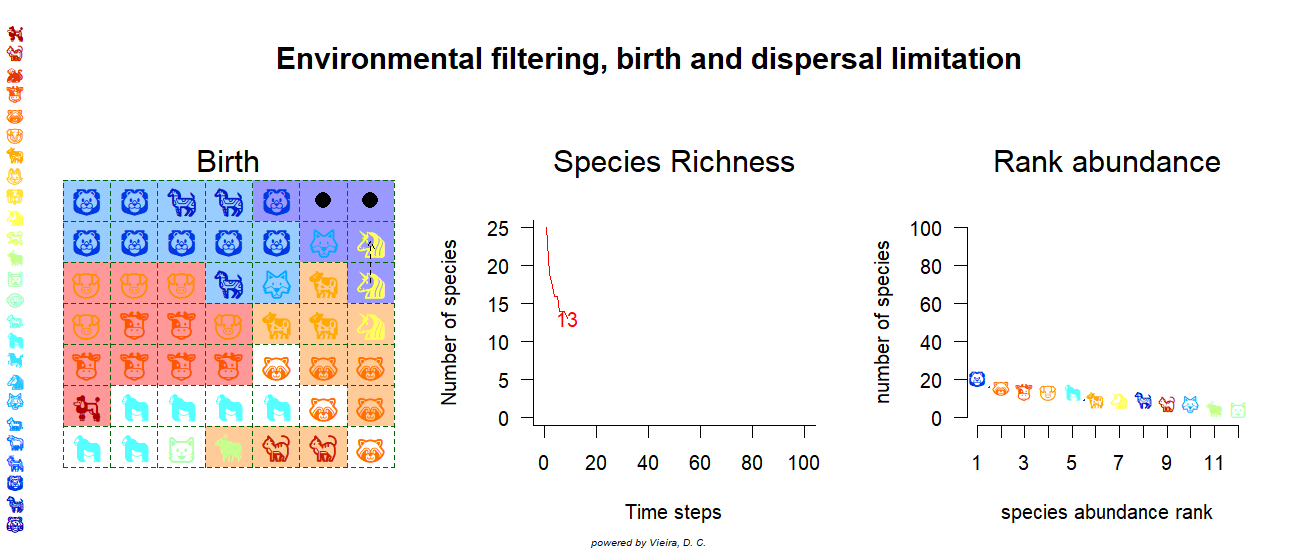 Environmental filtering, birth and dispersal limitation
Birth
Species Richness
Rank abundance
Number of species
25
20
15
10
5
0
13
0 20 40 60 80 100
Time steps
number of species
100
80
60
40
20
0
1 3 5 7 9 11
species abundance rank
powered by Vieira, D. C.